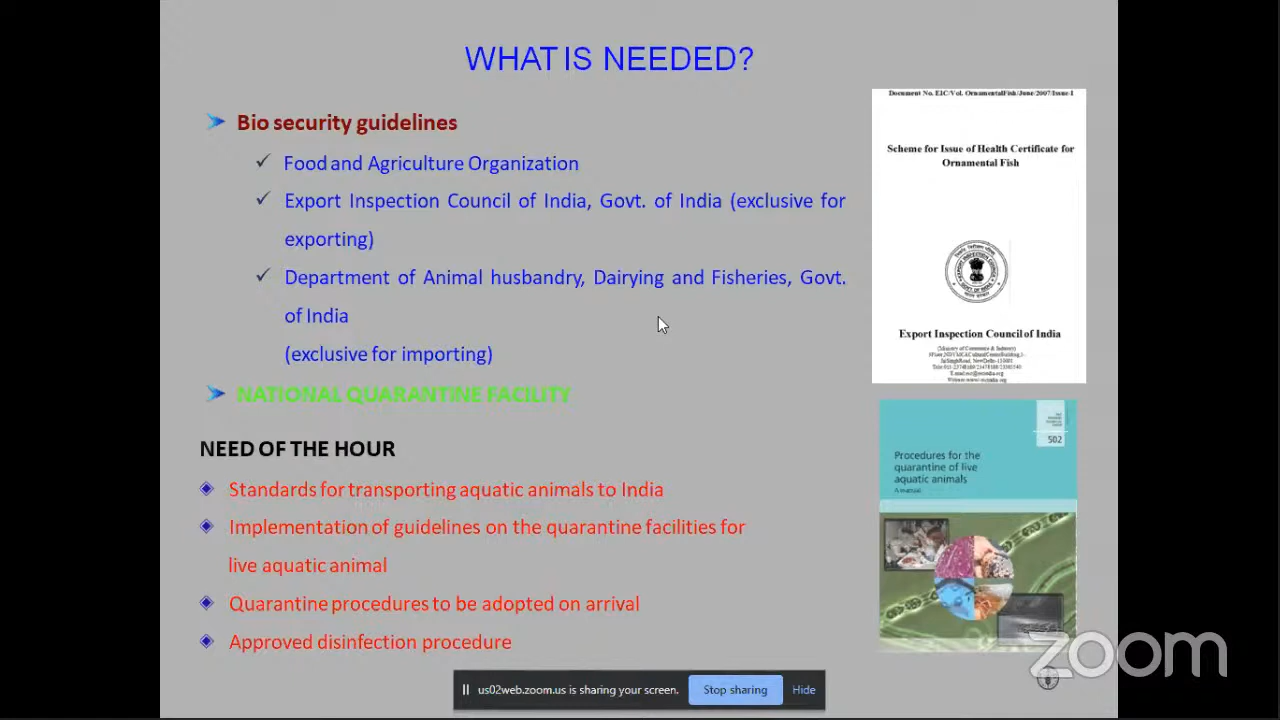 WHAT IS NEEDED?
Bio security guidelines
Food and Agriculture Organization
Export Inspection Council of India, Govt. of India (exclusive for
exporting)
Department of Animal husbandry, Dairying and Fisheries, Govt.
of India
(exclusive for importing)
NATIONAL QUARANTINE FACILITY
NEED OF THE HOUR
Standards for transporting aquatic animals to India
Implementation of guidelines on the quarantine facilities for
live aquatic animal
Quarantine procedures to be adopted on arrival
Approved disinfection procedure
Document No. EIC/Vol. OrnamentalFish/June/2007/Issue-1
Scheme for Issue of Health Certificate for
Ornamental Fish
Export Inspection Council of India
(Ministry of Commerce & Industry)
502
Procedures for the
quarantine of live
aquatic animals
A manual
zoom
us02web.zoom.us is sharing your screen.
Stop sharing
Hide